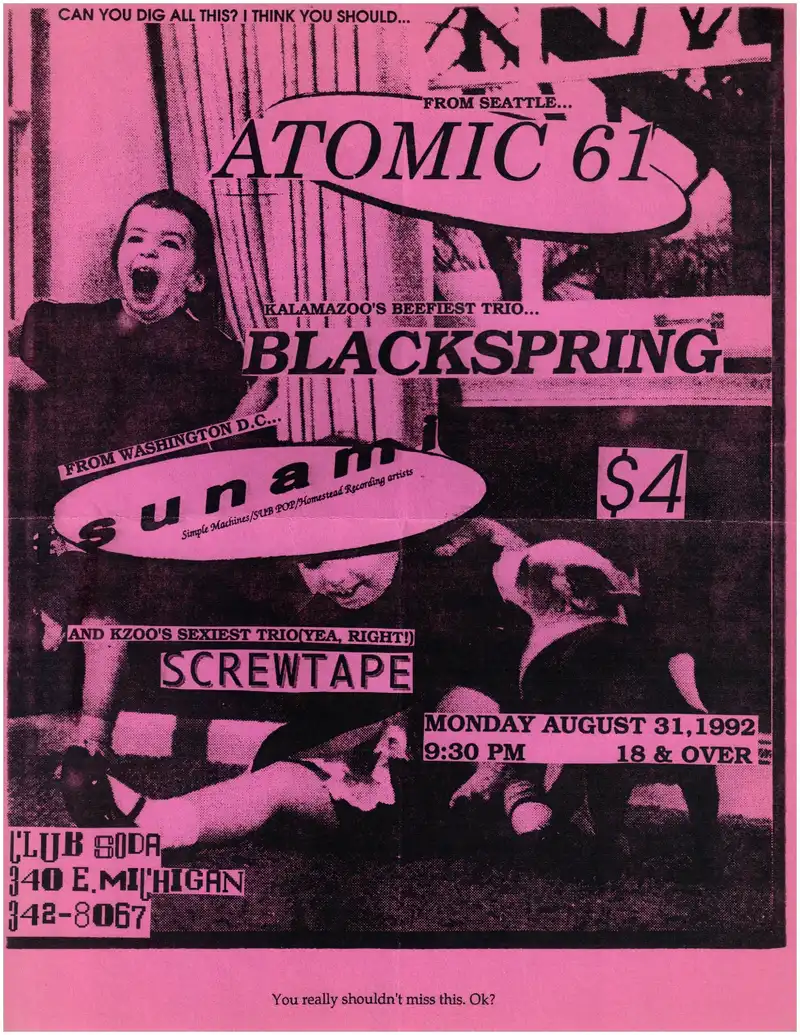 CAN YOU DIG ALL THIS? I THINK YOU SHOULD...
FROM SEATTLE...
ATOMIC 61
KALAMAZOO'S BEEFIEST TRIO...
BLACKSPRING
FROM WASHINGTON D.C...
sunami
Simple Machines/SUB POP/Homestead Recording artists
$4
AND KZOO'S SEXIEST TRIO(YEA, RIGHT!)
SCREWTAPE
MONDAY AUGUST 31,1992
9:30 PM 18 & OVER
CLUB SODA
340 E.MICHIGAN
342-8067
You really shouldn't miss this. Ok?